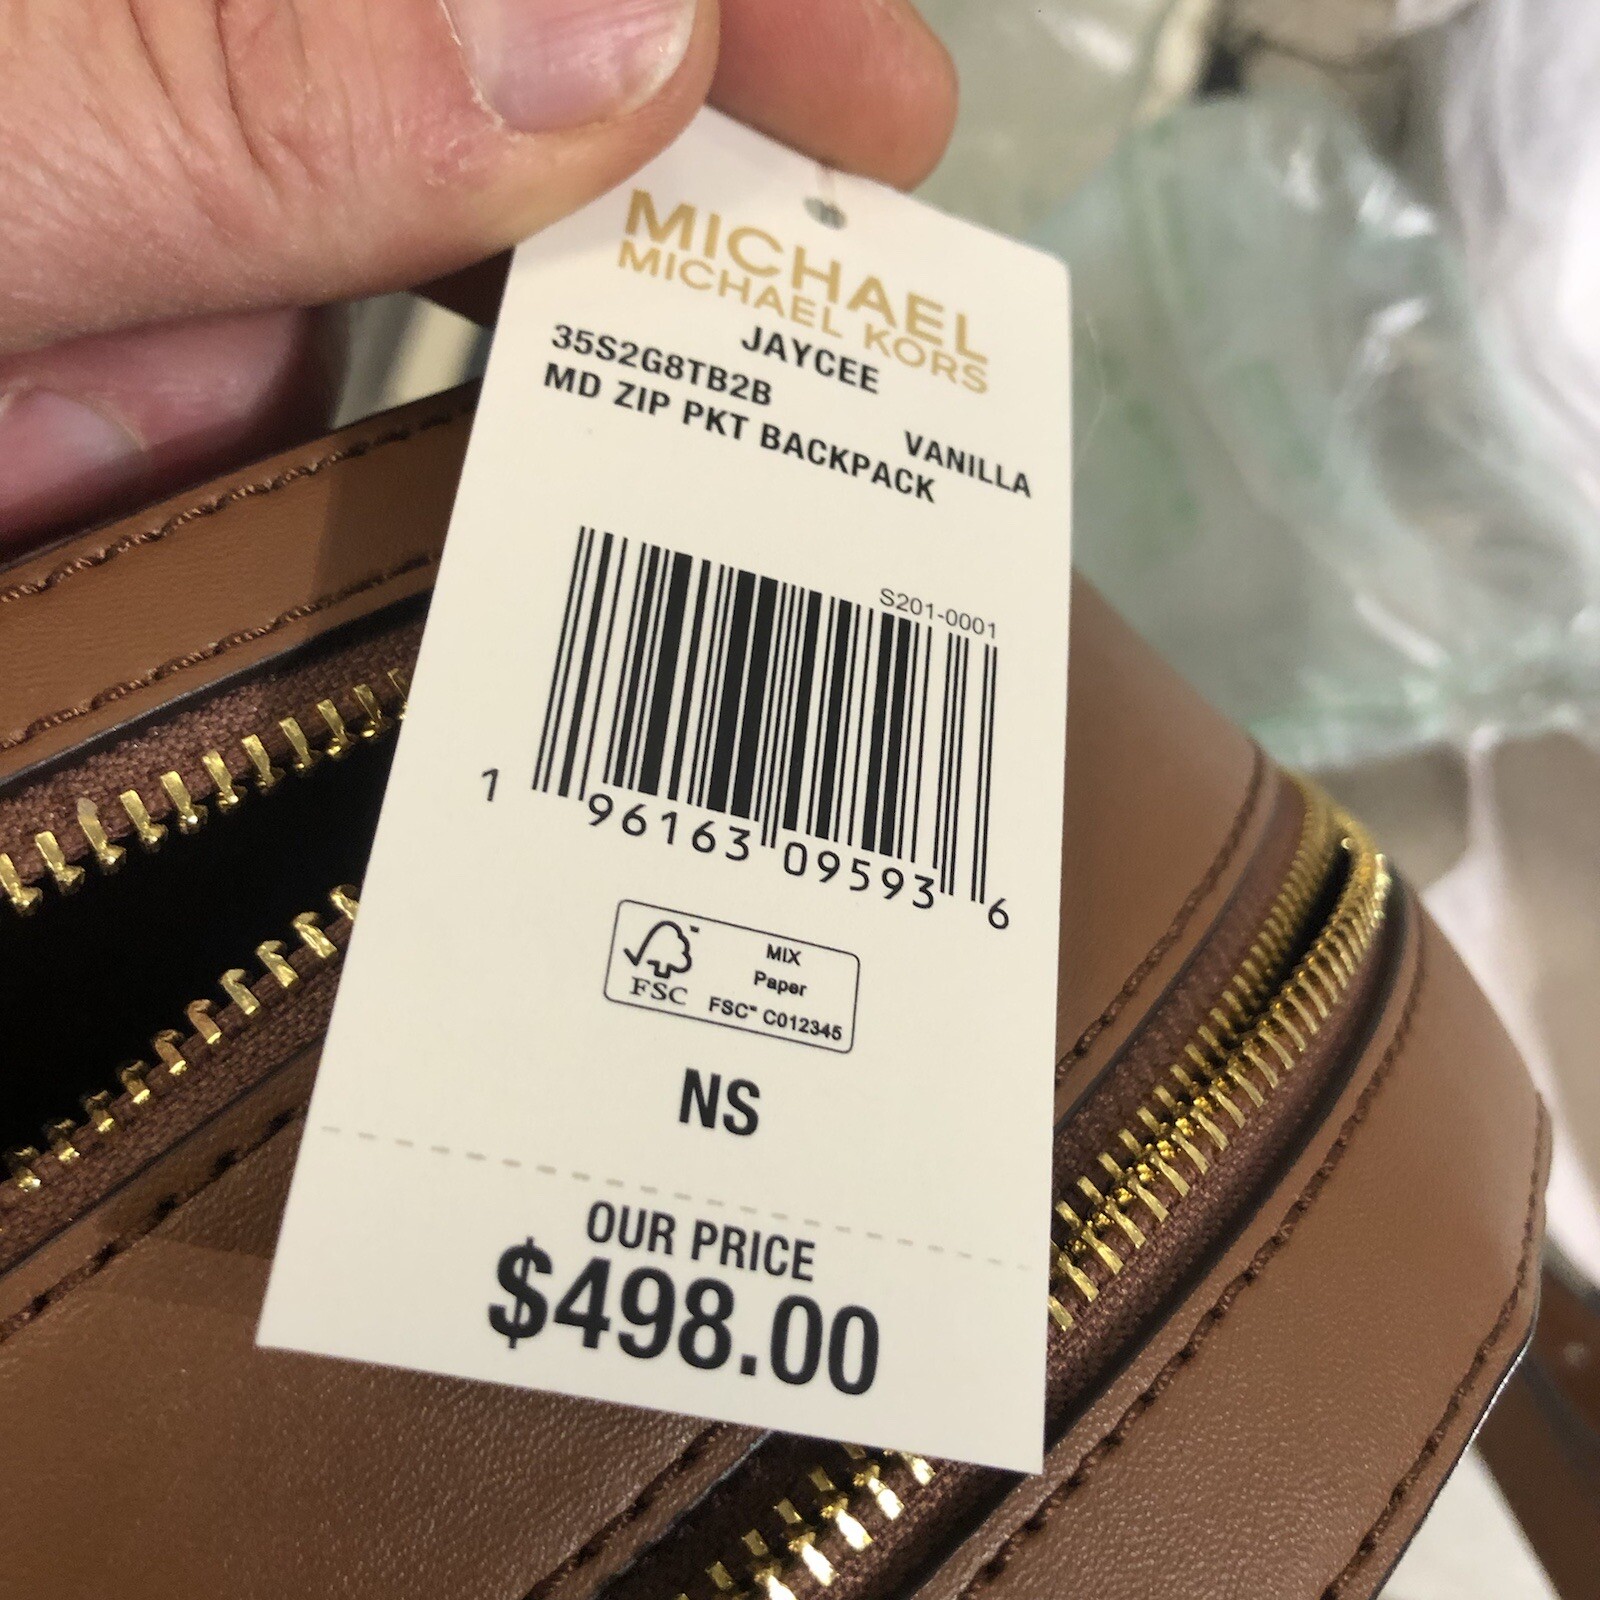 MICHAEL
MICHAEL KORS
JAYCEE
35S2G8TB2B VANILLA
MD ZIP PKT BACKPACK
S201-0001
1 96163 09593 6
FSC
MIX
Paper
FSC™ C012345
NS
OUR PRICE
$498.00